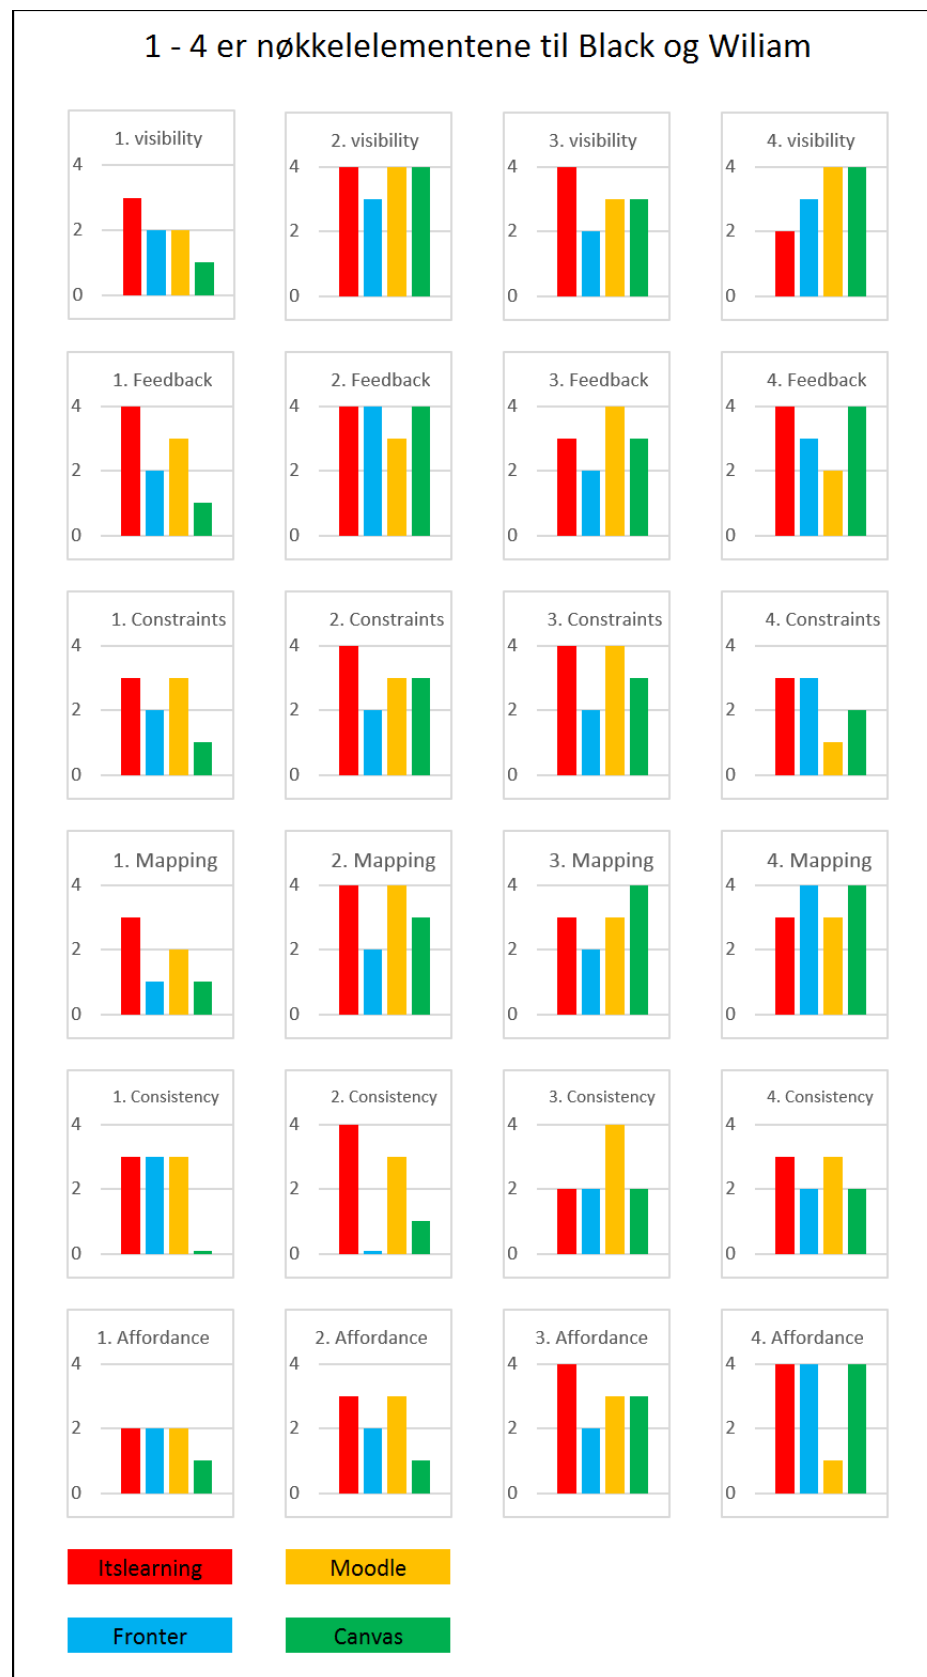 1 - 4 er nøkkelelementene til Black og Wiliam
1. visibility
4
2
0
2. visibility
4
2
0
3. visibility
4
2
0
4. visibility
4
2
0
1. Feedback
4
2
0
2. Feedback
4
2
0
3. Feedback
4
2
0
4. Feedback
4
2
0
1. Constraints
4
2
0
2. Constraints
4
2
0
3. Constraints
4
2
0
4. Constraints
4
2
0
1. Mapping
4
2
0
2. Mapping
4
2
0
3. Mapping
4
2
0
4. Mapping
4
2
0
1. Consistency
4
2
0
2. Consistency
4
2
0
3. Consistency
4
2
0
4. Consistency
4
2
0
1. Affordance
4
2
0
2. Affordance
4
2
0
3. Affordance
4
2
0
4. Affordance
4
2
0
Itslearning
Moodle
Fronter
Canvas